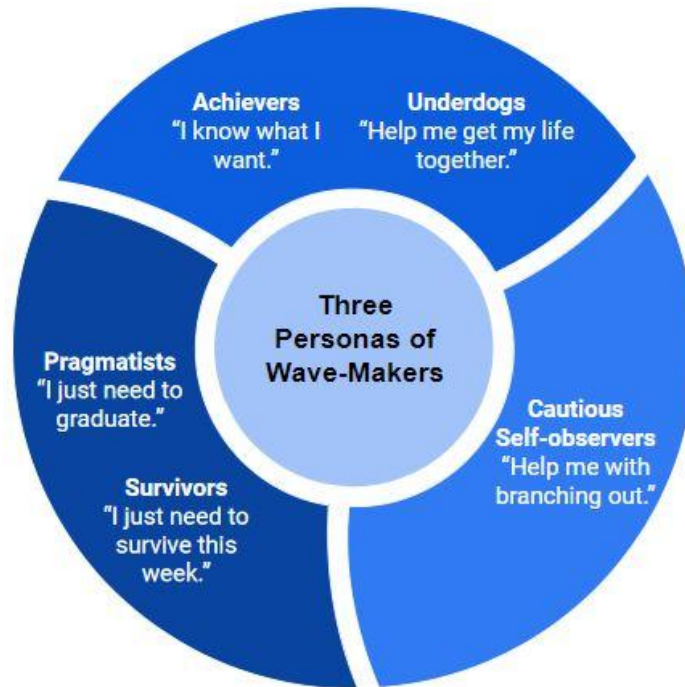 Achievers
“I know what I
want.”
Underdogs
“Help me get my life
together.”
Three
Personas of
Wave-Makers
Pragmatists
“I just need to
graduate.”
Survivors
“I just need to
survive this
week.”
Cautious
Self-observers
“Help me with
branching out.”